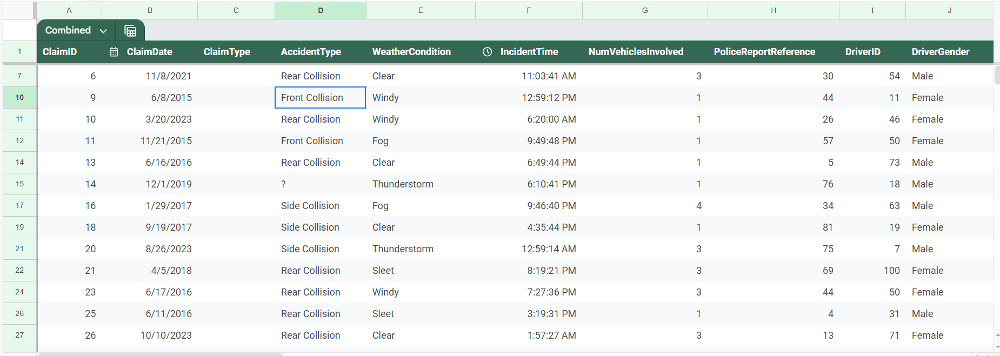 A B C D E F G H I J
Combined
1 ClaimID ClaimDate ClaimType AccidentType WeatherCondition IncidentTime NumVehiclesInvolved PoliceReportReference DriverID DriverGender
7 6 11/8/2021 Rear Collision Clear 11:03:41 AM 3 30 54 Male
10 9 6/8/2015 Front Collision Windy 12:59:12 PM 1 44 11 Female
11 10 3/20/2023 Rear Collision Windy 6:20:00 AM 1 26 46 Female
12 11 11/21/2015 Front Collision Fog 9:49:48 PM 1 57 50 Female
14 13 6/16/2016 Rear Collision Clear 6:49:44 PM 1 5 73 Male
15 14 12/1/2019 ? Thunderstorm 6:10:41 PM 1 76 18 Male
17 16 1/29/2017 Side Collision Fog 9:46:40 PM 4 34 63 Male
19 18 9/19/2017 Side Collision Clear 4:35:44 PM 1 81 19 Female
21 20 8/26/2023 Side Collision Thunderstorm 12:59:14 AM 3 75 7 Male
22 21 4/5/2018 Rear Collision Sleet 8:19:21 PM 3 69 100 Female
24 23 6/17/2016 Rear Collision Windy 7:27:36 PM 3 44 50 Female
26 25 6/11/2016 Rear Collision Sleet 3:19:31 PM 1 4 31 Male
27 26 10/10/2023 Rear Collision Clear 1:57:27 AM 3 13 71 Female